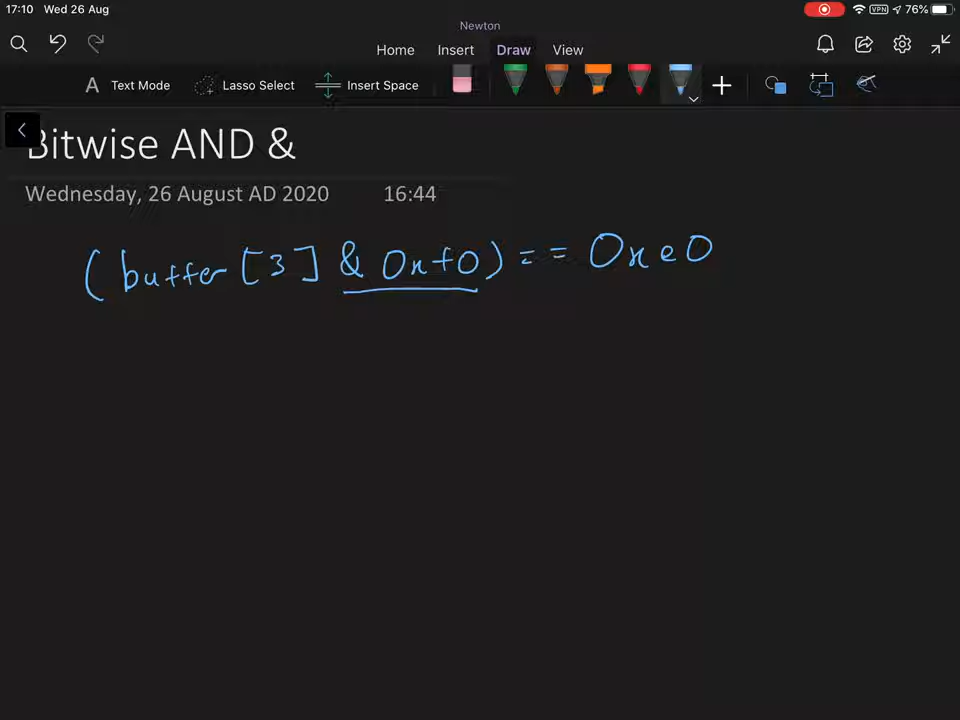 17:10 Wed 26 Aug
VPN 76%
Newton
Home Insert Draw View
A Text Mode Lasso Select Insert Space
Bitwise AND &
Wednesday, 26 August AD 2020 16:44
(buffer[3] & 0xf0) == 0xe0